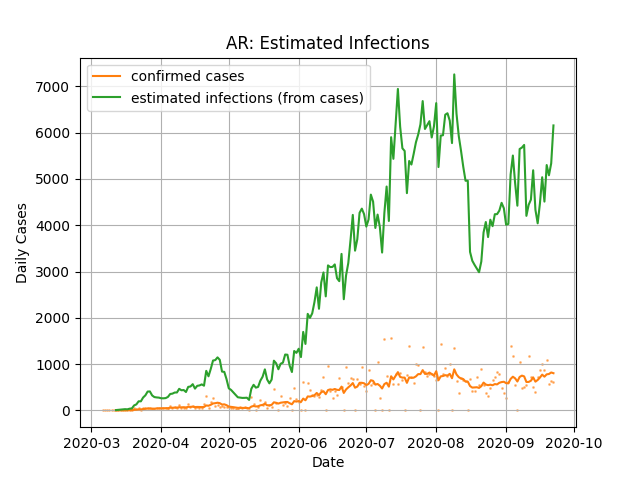 AR: Estimated Infections
confirmed cases
estimated infections (from cases)
7000
6000
5000
4000
3000
2000
1000
0
Daily Cases
2020-03 2020-04 2020-05 2020-06 2020-07 2020-08 2020-09 2020-10
Date